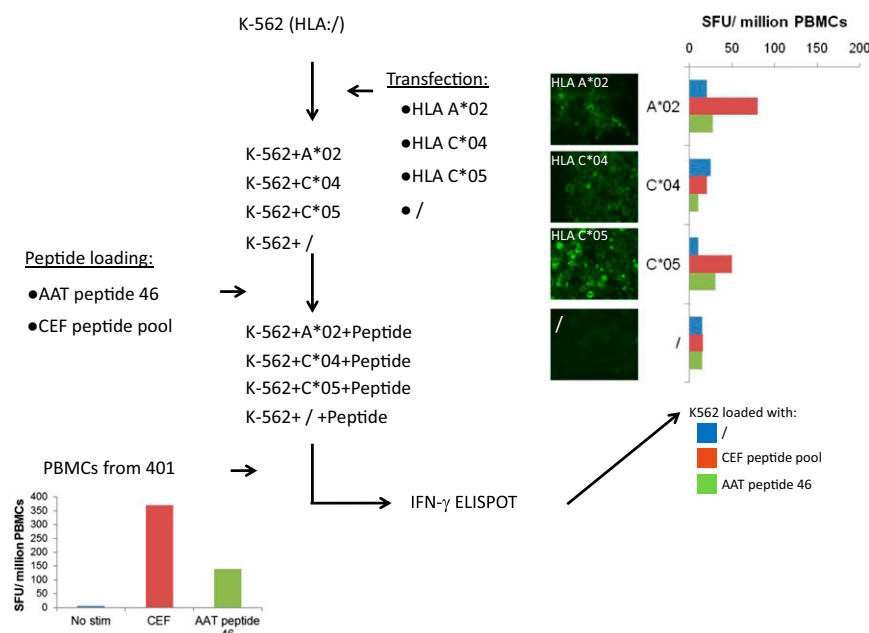 K-562 (HLA:/)
Transfection:
●HLA A*02
●HLA C*04
●HLA C*05
● /
K-562+A*02
K-562+C*04
K-562+C*05
K-562+ /
Peptide loading:
●AAT peptide 46
●CEF peptide pool
K-562+A*02+Peptide
K-562+C*04+Peptide
K-562+C*05+Peptide
K-562+ / +Peptide
PBMCs from 401
IFN-γ ELISPOT
SFU/ million PBMCs
400
350
300
250
200
150
100
50
0
No stim
CEF
AAT peptide
46
SFU/ million PBMCs
0 50 100 150 200
HLA A*02
A*02
HLA C*04
C*04
HLA C*05
C*05
/
/
K562 loaded with:
/
CEF peptide pool
AAT peptide 46